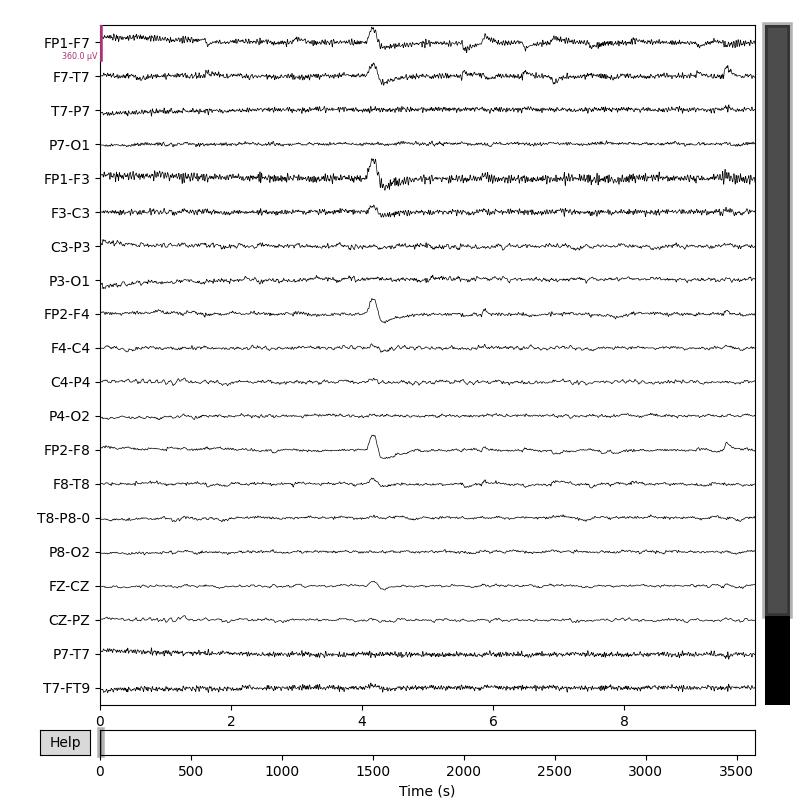 FP1-F7
360.0 µV
F7-T7
T7-P7
P7-O1
FP1-F3
F3-C3
C3-P3
P3-O1
FP2-F4
F4-C4
C4-P4
P4-O2
FP2-F8
F8-T8
T8-P8-0
P8-O2
FZ-CZ
CZ-PZ
P7-T7
T7-FT9
0 2 4 6 8
Help
0 500 1000 1500 2000 2500 3000 3500
Time (s)